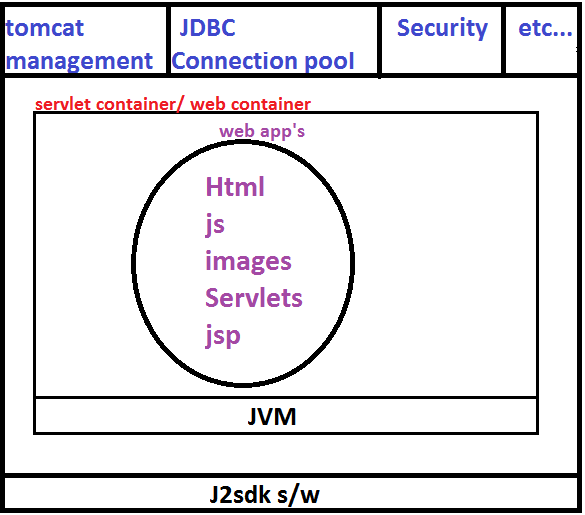 tomcat
management
JDBC
Connection pool
Security
etc...
servlet container/ web container
web app's
Html
js
images
Servlets
jsp
JVM
J2sdk s/w